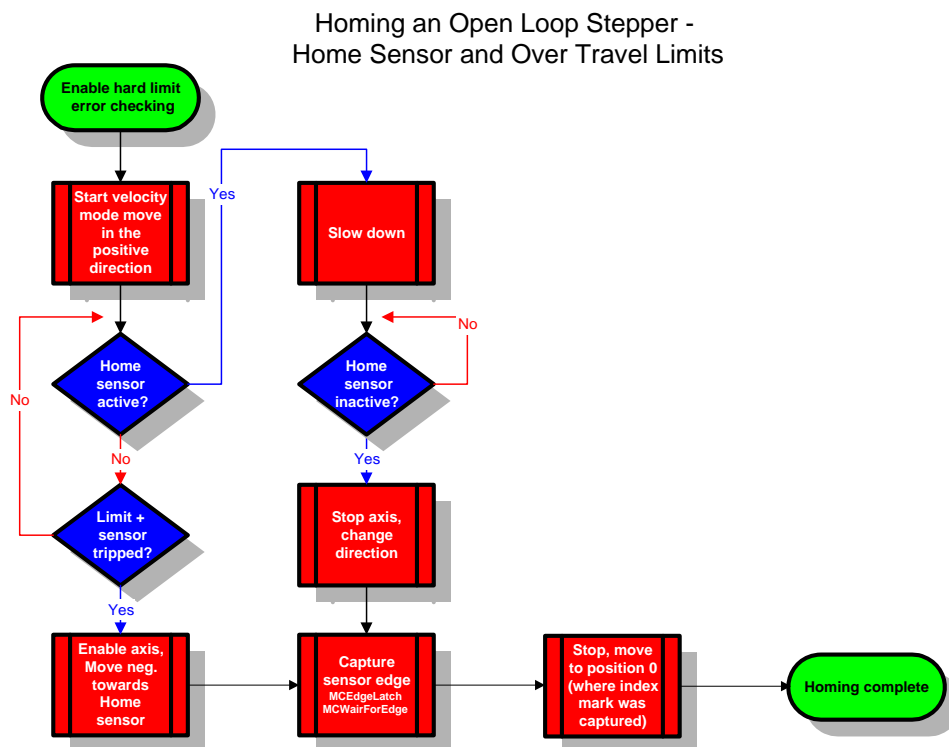 Homing an Open Loop Stepper -
Home Sensor and Over Travel Limits
Enable hard limit
error checking
Start velocity
mode move
in the
positive
direction
Yes
Slow down
Home
sensor
active?
No
Home
sensor
inactive?
No
No
Yes
Limit +
sensor
tripped?
Stop axis,
change
direction
Yes
Enable axis,
Move neg.
towards
Home
sensor
Capture
sensor edge
MCEdgeLatch
MCWairForEdge
Stop, move
to position 0
(where index
mark was
captured)
Homing complete